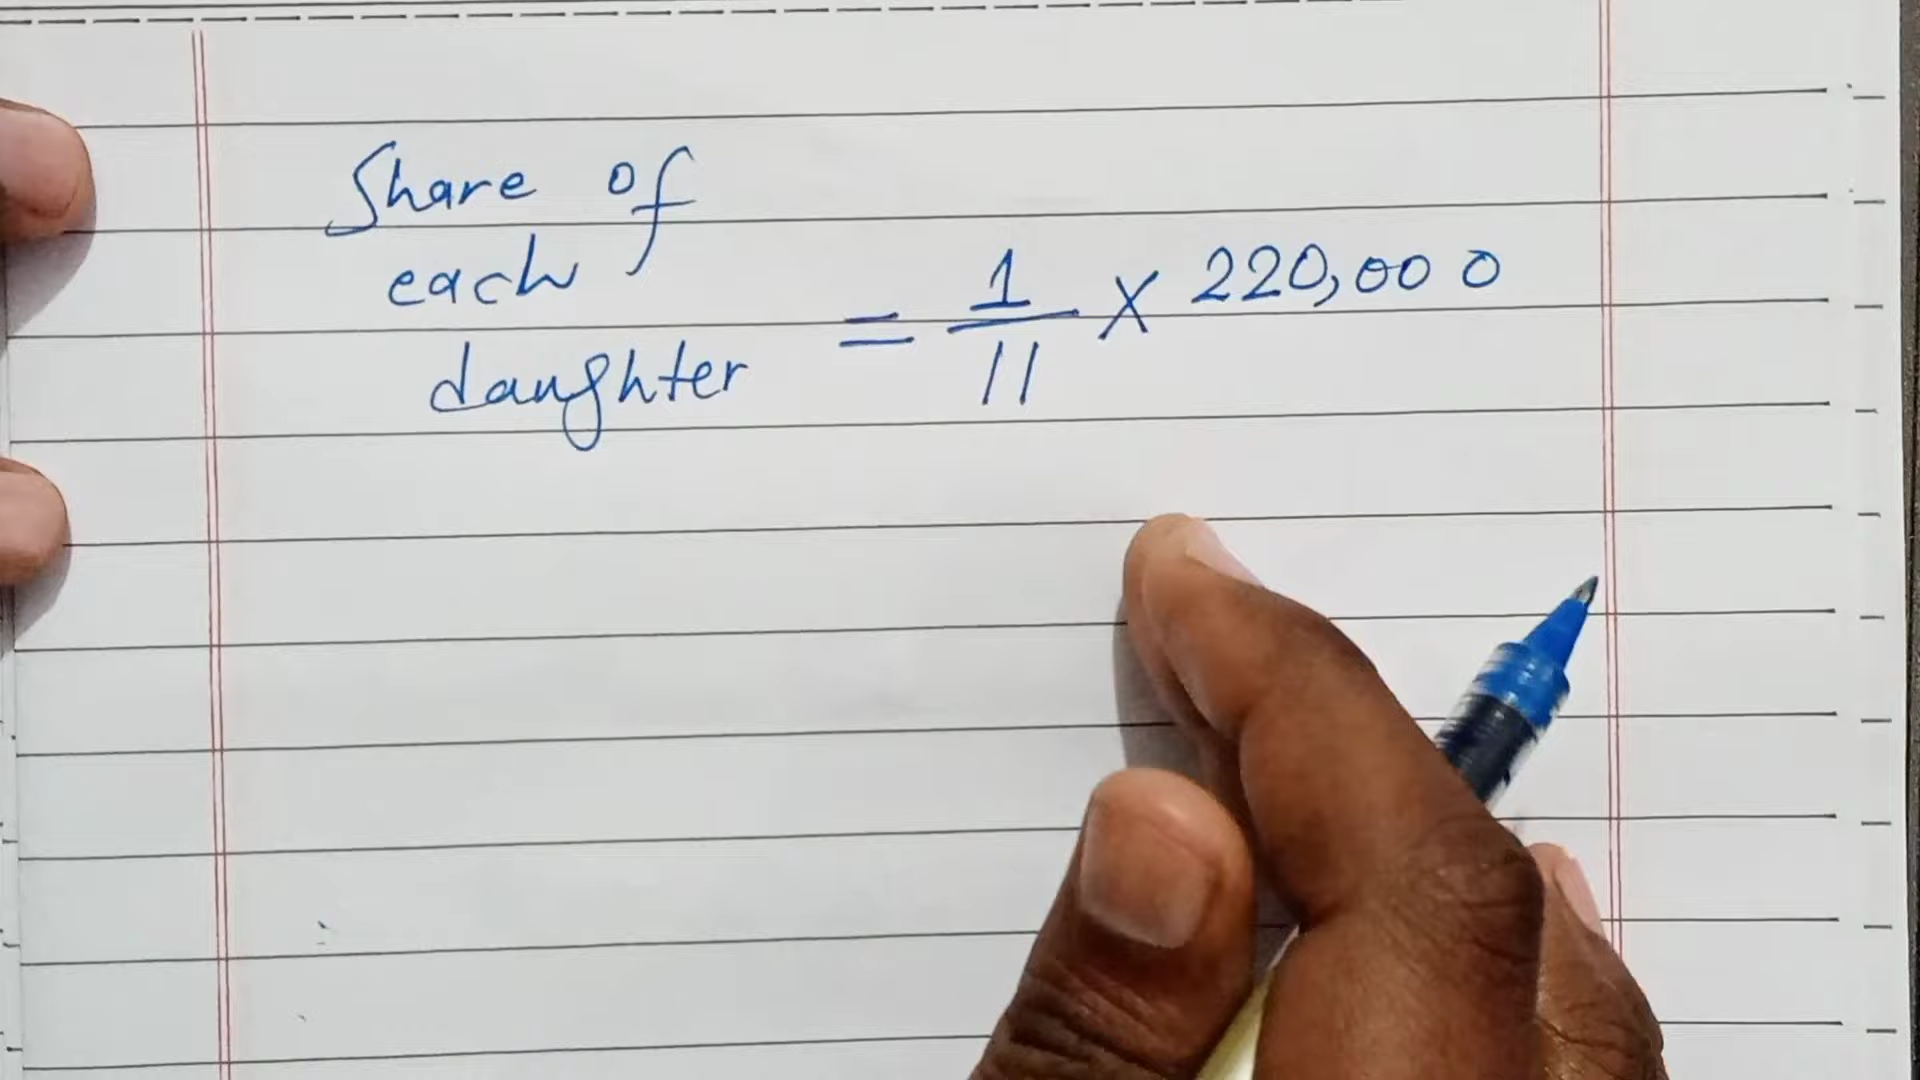 Share of
each
daughter = 1/11 × 220,000